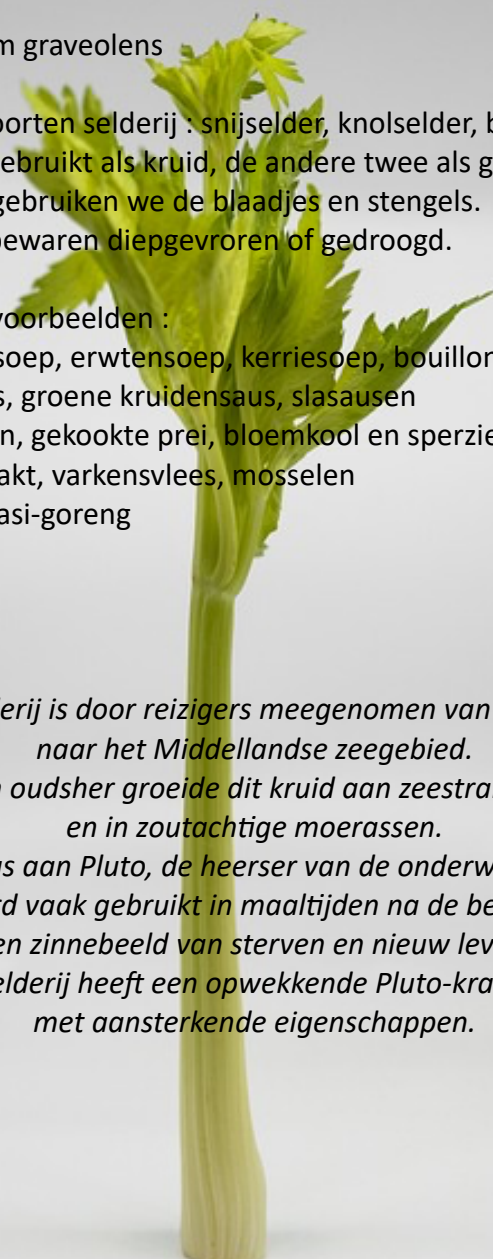 m graveolens
oorten selderij : snijselder, knolselder, b
ebruikt als kruid, de andere twee als g
gebruiken we de blaadjes en stengels.
bewaren diepgevroren of gedroogd.
voorbeelden :
soep, erwtensoep, kerriesoep, bouillon
s, groene kruidensaus, slasausen
n, gekookte prei, bloemkool en sperzie
akt, varkensvlees, mosselen
asi-goreng
erij is door reizigers meegenomen van
naar het Middellandse zeegebied.
n oudsher groeide dit kruid aan zeestra
en in zoutachtige moerassen.
as aan Pluto, de heerser van de onderw
rd vaak gebruikt in maaltijden na de be
en zinnebeeld van sterven en nieuw lev
elderij heeft een opwekkende Pluto-kra
met aansterkende eigenschappen.